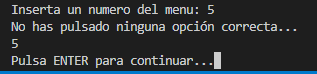 Inserta un numero del menu: 5
No has pulsado ninguna opción correcta...
5
Pulsa ENTER para continuar...